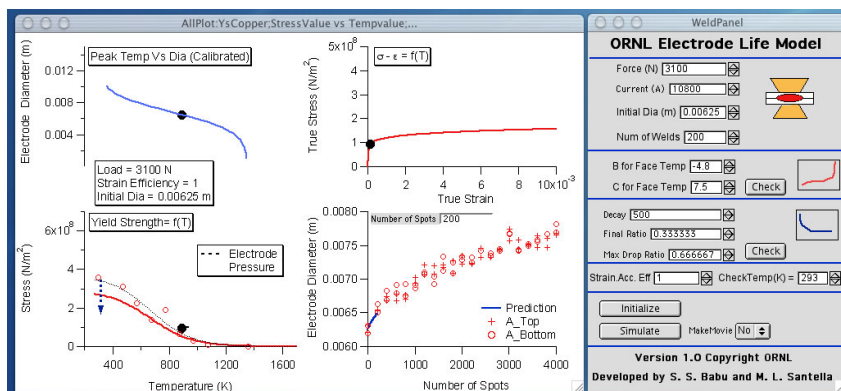 AllPlot:YsCopper;StressValue vs Tempvalue;...
Peak Temp Vs Dia (Calibrated)
Electrode Diameter (m)
0.012
0.008
0.004
Load = 3100 N
Strain Efficiency = 1
Initial Dia = 0.00625 m
σ - ε = f(T)
True Stress (N/m²)
5x10⁸
4
3
2
1
0
0
2
4
6
8
10x10⁻³
True Strain
Yield Strength= f(T)
Electrode
Pressure
Stress (N/m²)
6x10⁸
4
2
0
400
800
1200
1600
Temperature (K)
Number of Spots 200
Electrode Diameter (m)
0.0080
0.0075
0.0070
0.0065
0.0060
Prediction
A_Top
A_Bottom
0
1000
2000
3000
4000
Number of Spots
WeldPanel
ORNL Electrode Life Model
Force (N) 3100
Current (A) 10800
Initial Dia (m) 0.00625
Num of Welds 200
B for Face Temp -4.8
C for Face Temp 7.5 Check
Decay 500
Final Ratio 0.333333
Max Drop Ratio 0.666667 Check
Strain.Acc. Eff 1 CheckTemp(K) = 293
Initialize
Simulate MakeMovie No
Version 1.0 Copyright ORNL
Developed by S. S. Babu and M. L. Santella